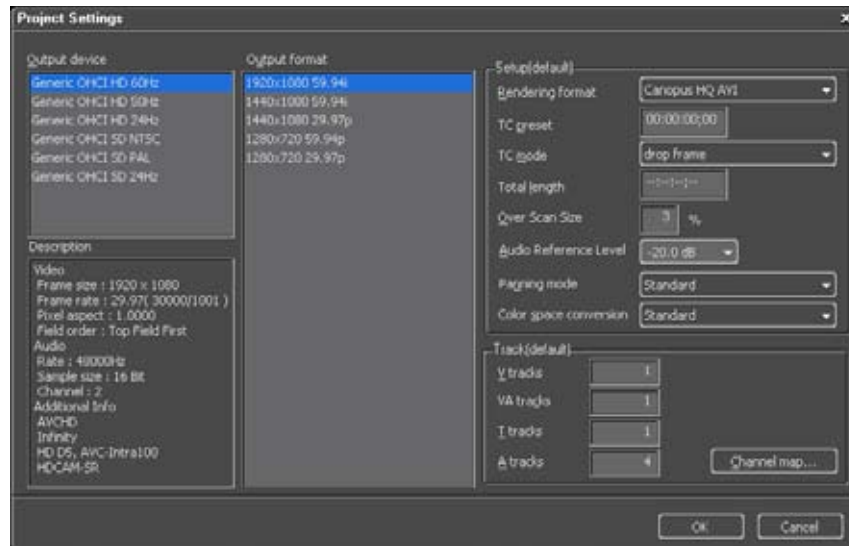 Project Settings
Output device
Generic OHCI HD 60Hz
Generic OHCI HD 50Hz
Generic OHCI HD 24Hz
Generic OHCI SD NTSC
Generic OHCI SD PAL
Generic OHCI SD 24Hz
Description
Video
Frame size : 1920 x 1080
Frame rate : 29.97( 30000/1001 )
Pixel aspect : 1.0000
Field order : Top Field First
Audio
Rate : 48000Hz
Sample size : 16 Bit
Channel : 2
Additional Info
AVCHD
Infinity
HD D5, AVC-Intra100
HDCAM-SR
Output format
1920x1080 59.94i
1440x1080 59.94i
1440x1080 29.97p
1280x720 59.94p
1280x720 29.97p
Setup(default)
Rendering format Canopus HQ AVI
TC preset 00:00:00;00
TC mode drop frame
Total length --:--:--:--
Over Scan Size 3 %
Audio Reference Level -20.0 dB
Panning mode Standard
Color space conversion Standard
Track(default)
V tracks 1
VA tracks 1
T tracks 1
A tracks 4
Channel map...
OK Cancel